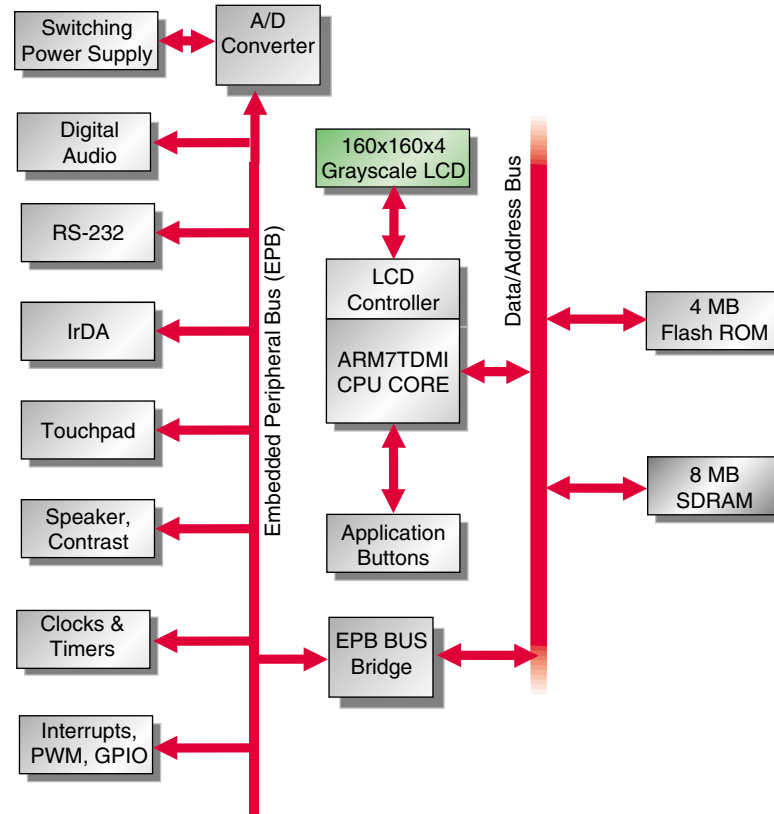 Switching
Power Supply
A/D
Converter
Digital
Audio
RS-232
IrDA
Touchpad
Speaker,
Contrast
Clocks &
Timers
Interrupts,
PWM, GPIO
Embedded Peripheral Bus (EPB)
160x160x4
Grayscale LCD
LCD
Controller
ARM7TDMI
CPU CORE
Application
Buttons
EPB BUS
Bridge
Data/Address Bus
4 MB
Flash ROM
8 MB
SDRAM